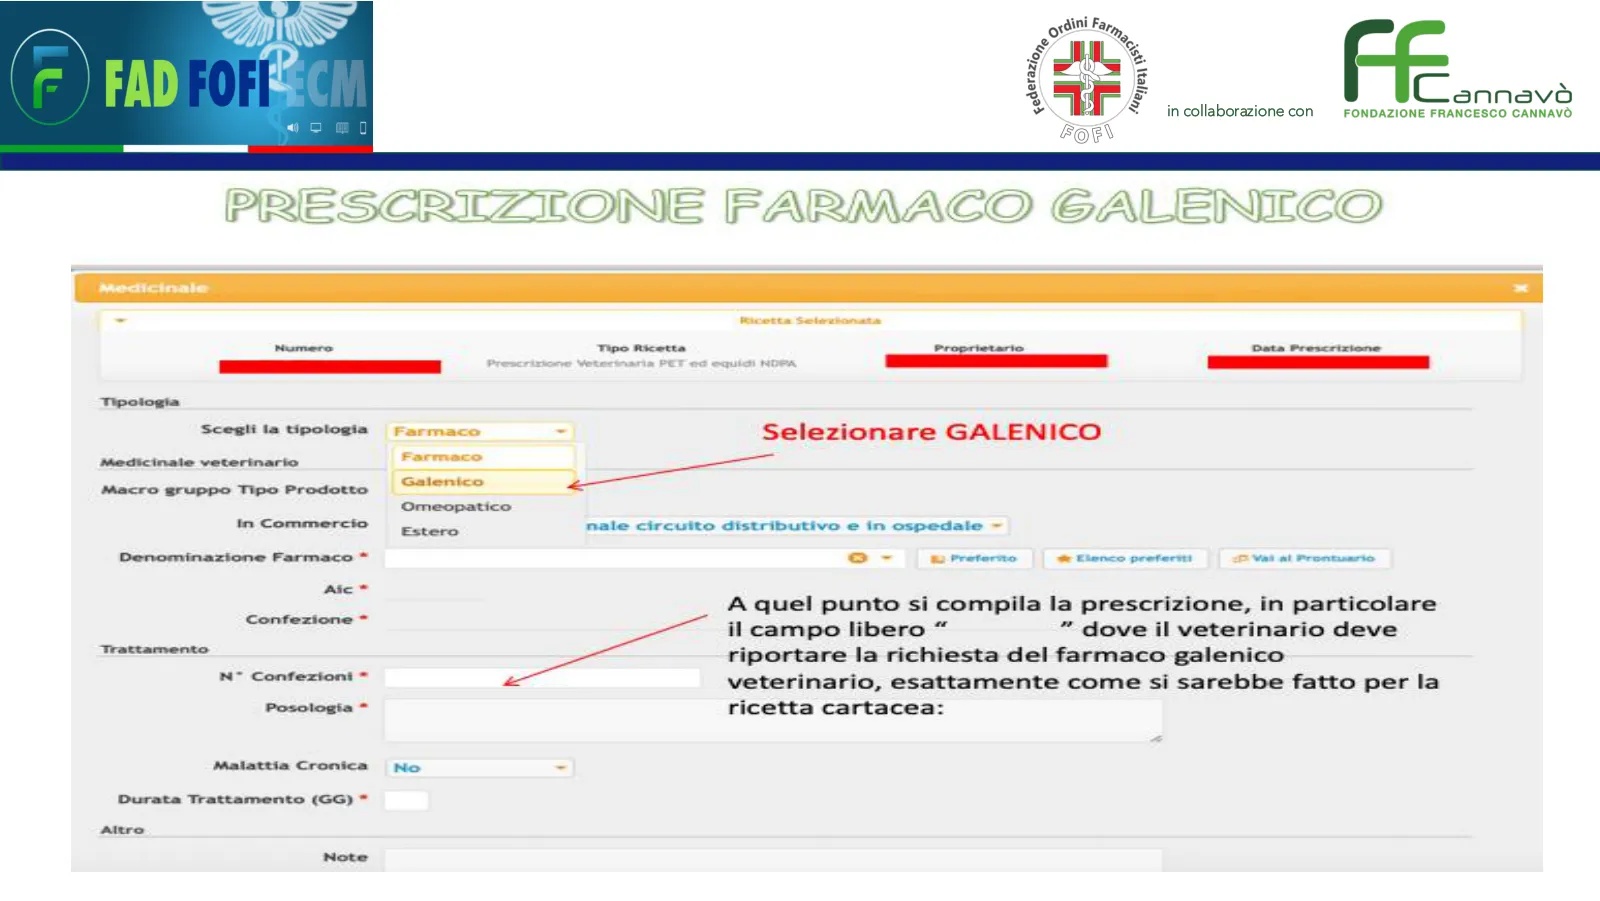 FAD FOFI ECM
Federazione Ordini Farmacisti Italiani
FOFI
in collaborazione con
Cannavò
FONDAZIONE FRANCESCO CANNAVÒ
PRESCRIZIONE FARMACO GALENICO
Medicinale
Ricetta Selezionata
Numero Tipo Ricetta Proprietario Data Prescrizione
Prescrizione Veterinaria PET ed equidi NDPA
Tipologia
Scegli la tipologia Farmaco
Selezionare GALENICO
Farmaco
Medicinale veterinario
Galenico
Macro gruppo Tipo Prodotto
Omeopatico
In Commercio nale circuito distributivo e in ospedale
Estero
Denominazione Farmaco * Preferito Elenco preferiti Vai al Prontuario
Aic *
Confezione *
A quel punto si compila la prescrizione, in particolare
il campo libero “ ” dove il veterinario deve
riportare la richiesta del farmaco galenico
veterinario, esattamente come si sarebbe fatto per la
ricetta cartacea:
Trattamento
N° Confezioni *
Posologia *
Malattia Cronica No
Durata Trattamento (GG) *
Altro
Note